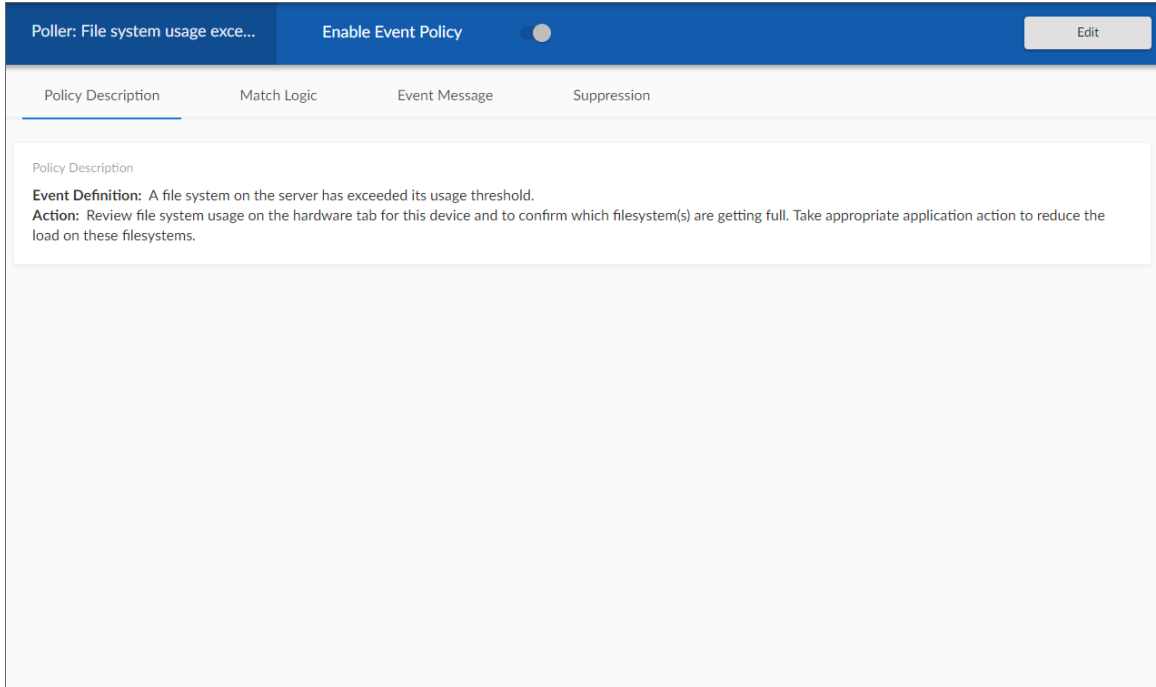 Poller: File system usage exce...
Enable Event Policy
Edit
Policy Description
Match Logic
Event Message
Suppression
Policy Description
Event Definition: A file system on the server has exceeded its usage threshold.
Action: Review file system usage on the hardware tab for this device and to confirm which filesystem(s) are getting full. Take appropriate application action to reduce the
load on these filesystems.